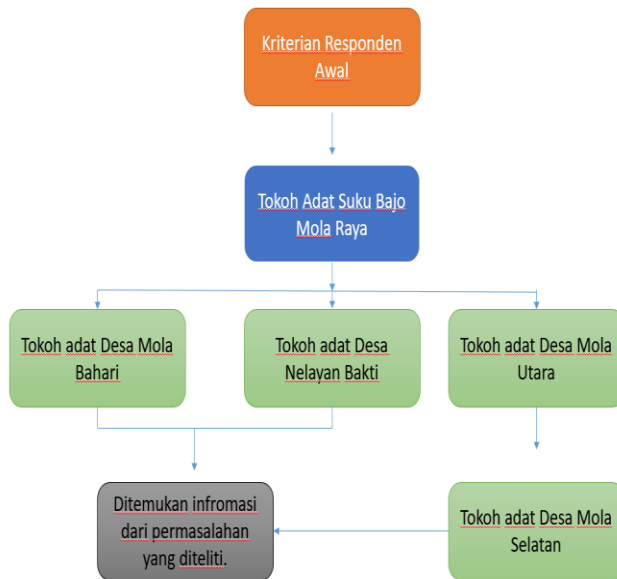 Kriterian Responden
Awal
Tokoh Adat Suku Bajo
Mola Raya
Tokoh adat Desa Mola
Bahari
Tokoh adat Desa
Nelayan Bakti
Tokoh adat Desa Mola
Utara
Ditemukan infromasi
dari permasalahan
yang diteliti.
Tokoh adat Desa Mola
Selatan